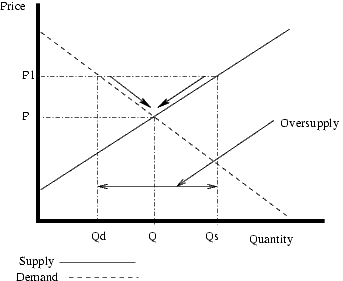 Price
P1
P
Oversupply
Qd Q Qs Quantity
Supply
Demand